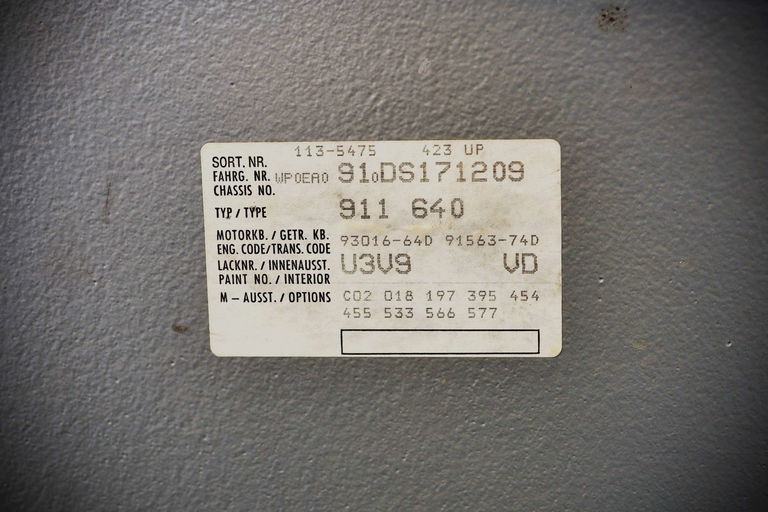 113-5475 423 UP
SORT. NR.
FAHRG. NR. WP0EA0 910DS171209
CHASSIS NO.
TYP / TYPE 911 640
MOTORKB. / GETR. KB.
ENG. CODE/TRANS. CODE 93016-64D 91563-74D
LACKNR. / INNENAUSST. U3V9 VD
PAINT NO. / INTERIOR
M – AUSST. / OPTIONS C02 018 197 395 454
455 533 566 577